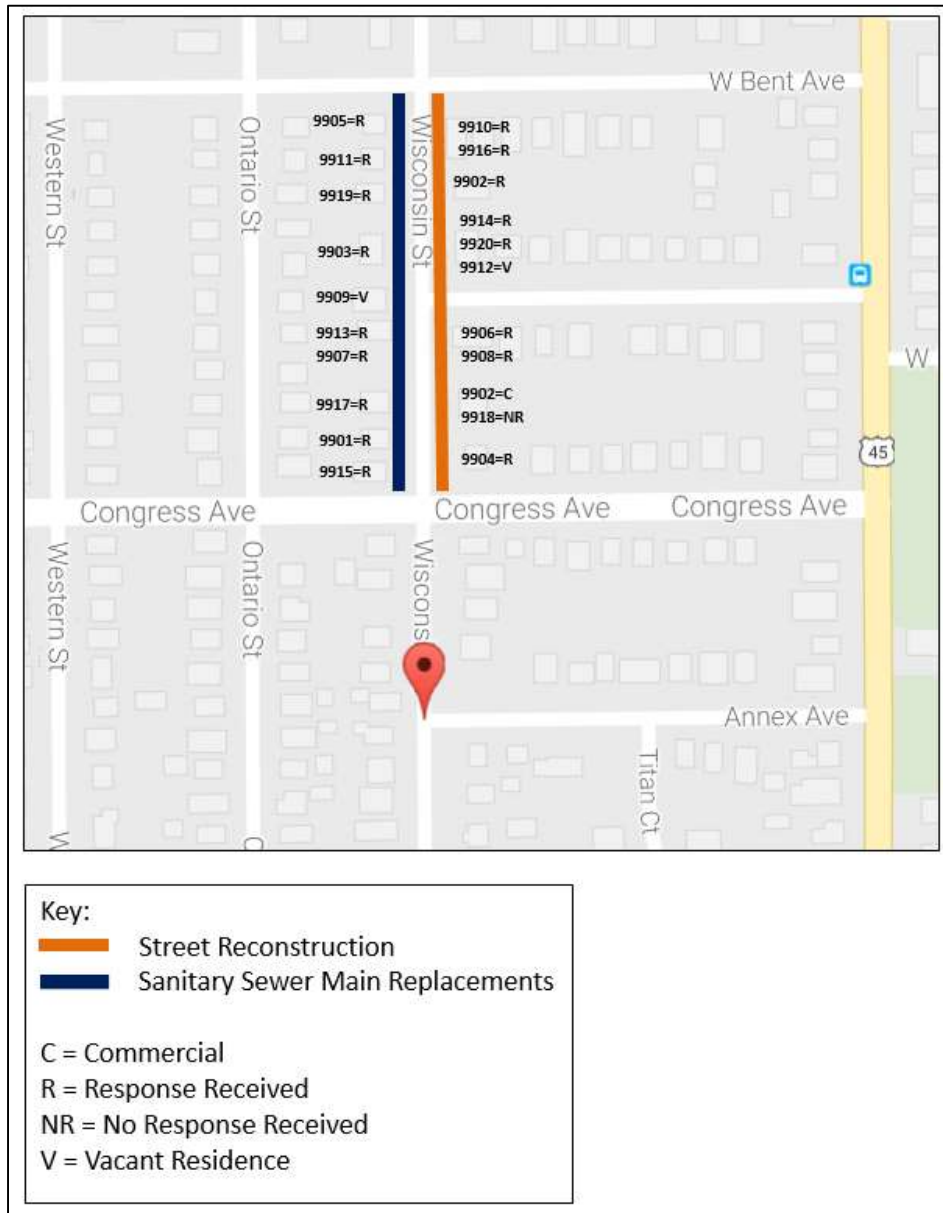 W Bent Ave
Western St
Ontario St
Wisconsin St
9905=R
9911=R
9919=R
9903=R
9909=V
9913=R
9907=R
9917=R
9901=R
9915=R
9910=R
9916=R
9902=R
9914=R
9920=R
9912=V
9906=R
9908=R
9902=C
9918=NR
9904=R
W
45
Congress Ave
Congress Ave
Congress Ave
Western St
Ontario St
Wiscons
Annex Ave
Titan Ct
W
C
Key:
Street Reconstruction
Sanitary Sewer Main Replacements
C = Commercial
R = Response Received
NR = No Response Received
V = Vacant Residence